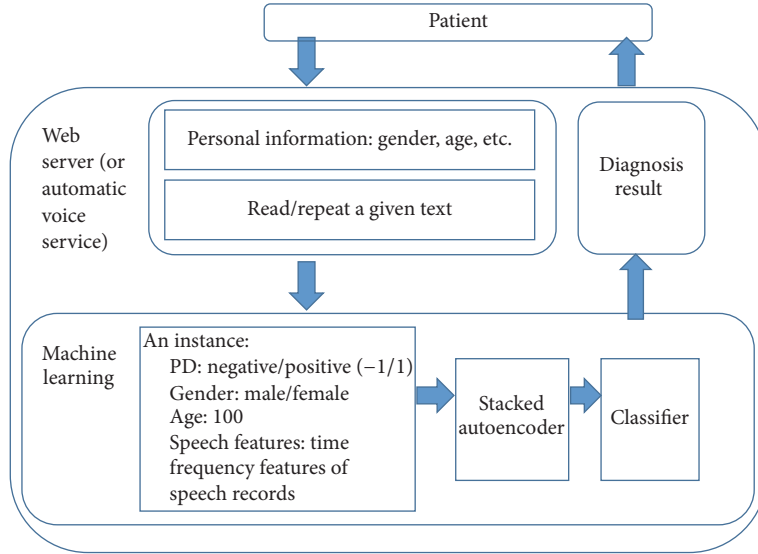 Patient
Web
server (or
automatic
voice
service)
Personal information: gender, age, etc.
Read/repeat a given text
Diagnosis
result
Machine
learning
An instance:
PD: negative/positive (−1/1)
Gender: male/female
Age: 100
Speech features: time
frequency features of
speech records
Stacked
autoencoder
Classifier